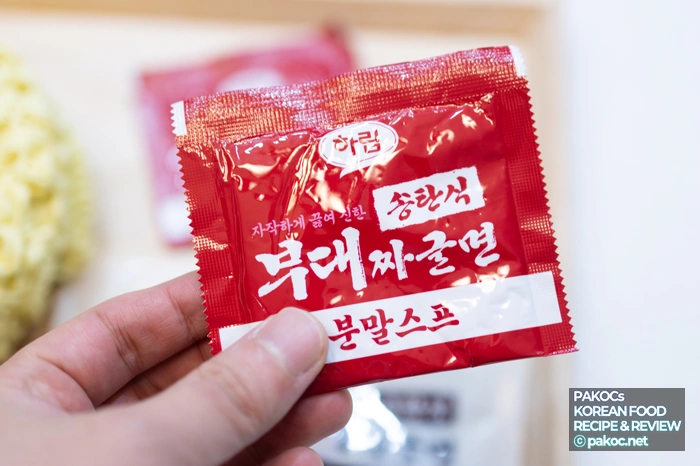 하림
송탄식
자작하게 끓여 진한
부대짜글면
분말스프
PAKOCs
KOREAN FOOD
RECIPE & REVIEW
© pakoc.net